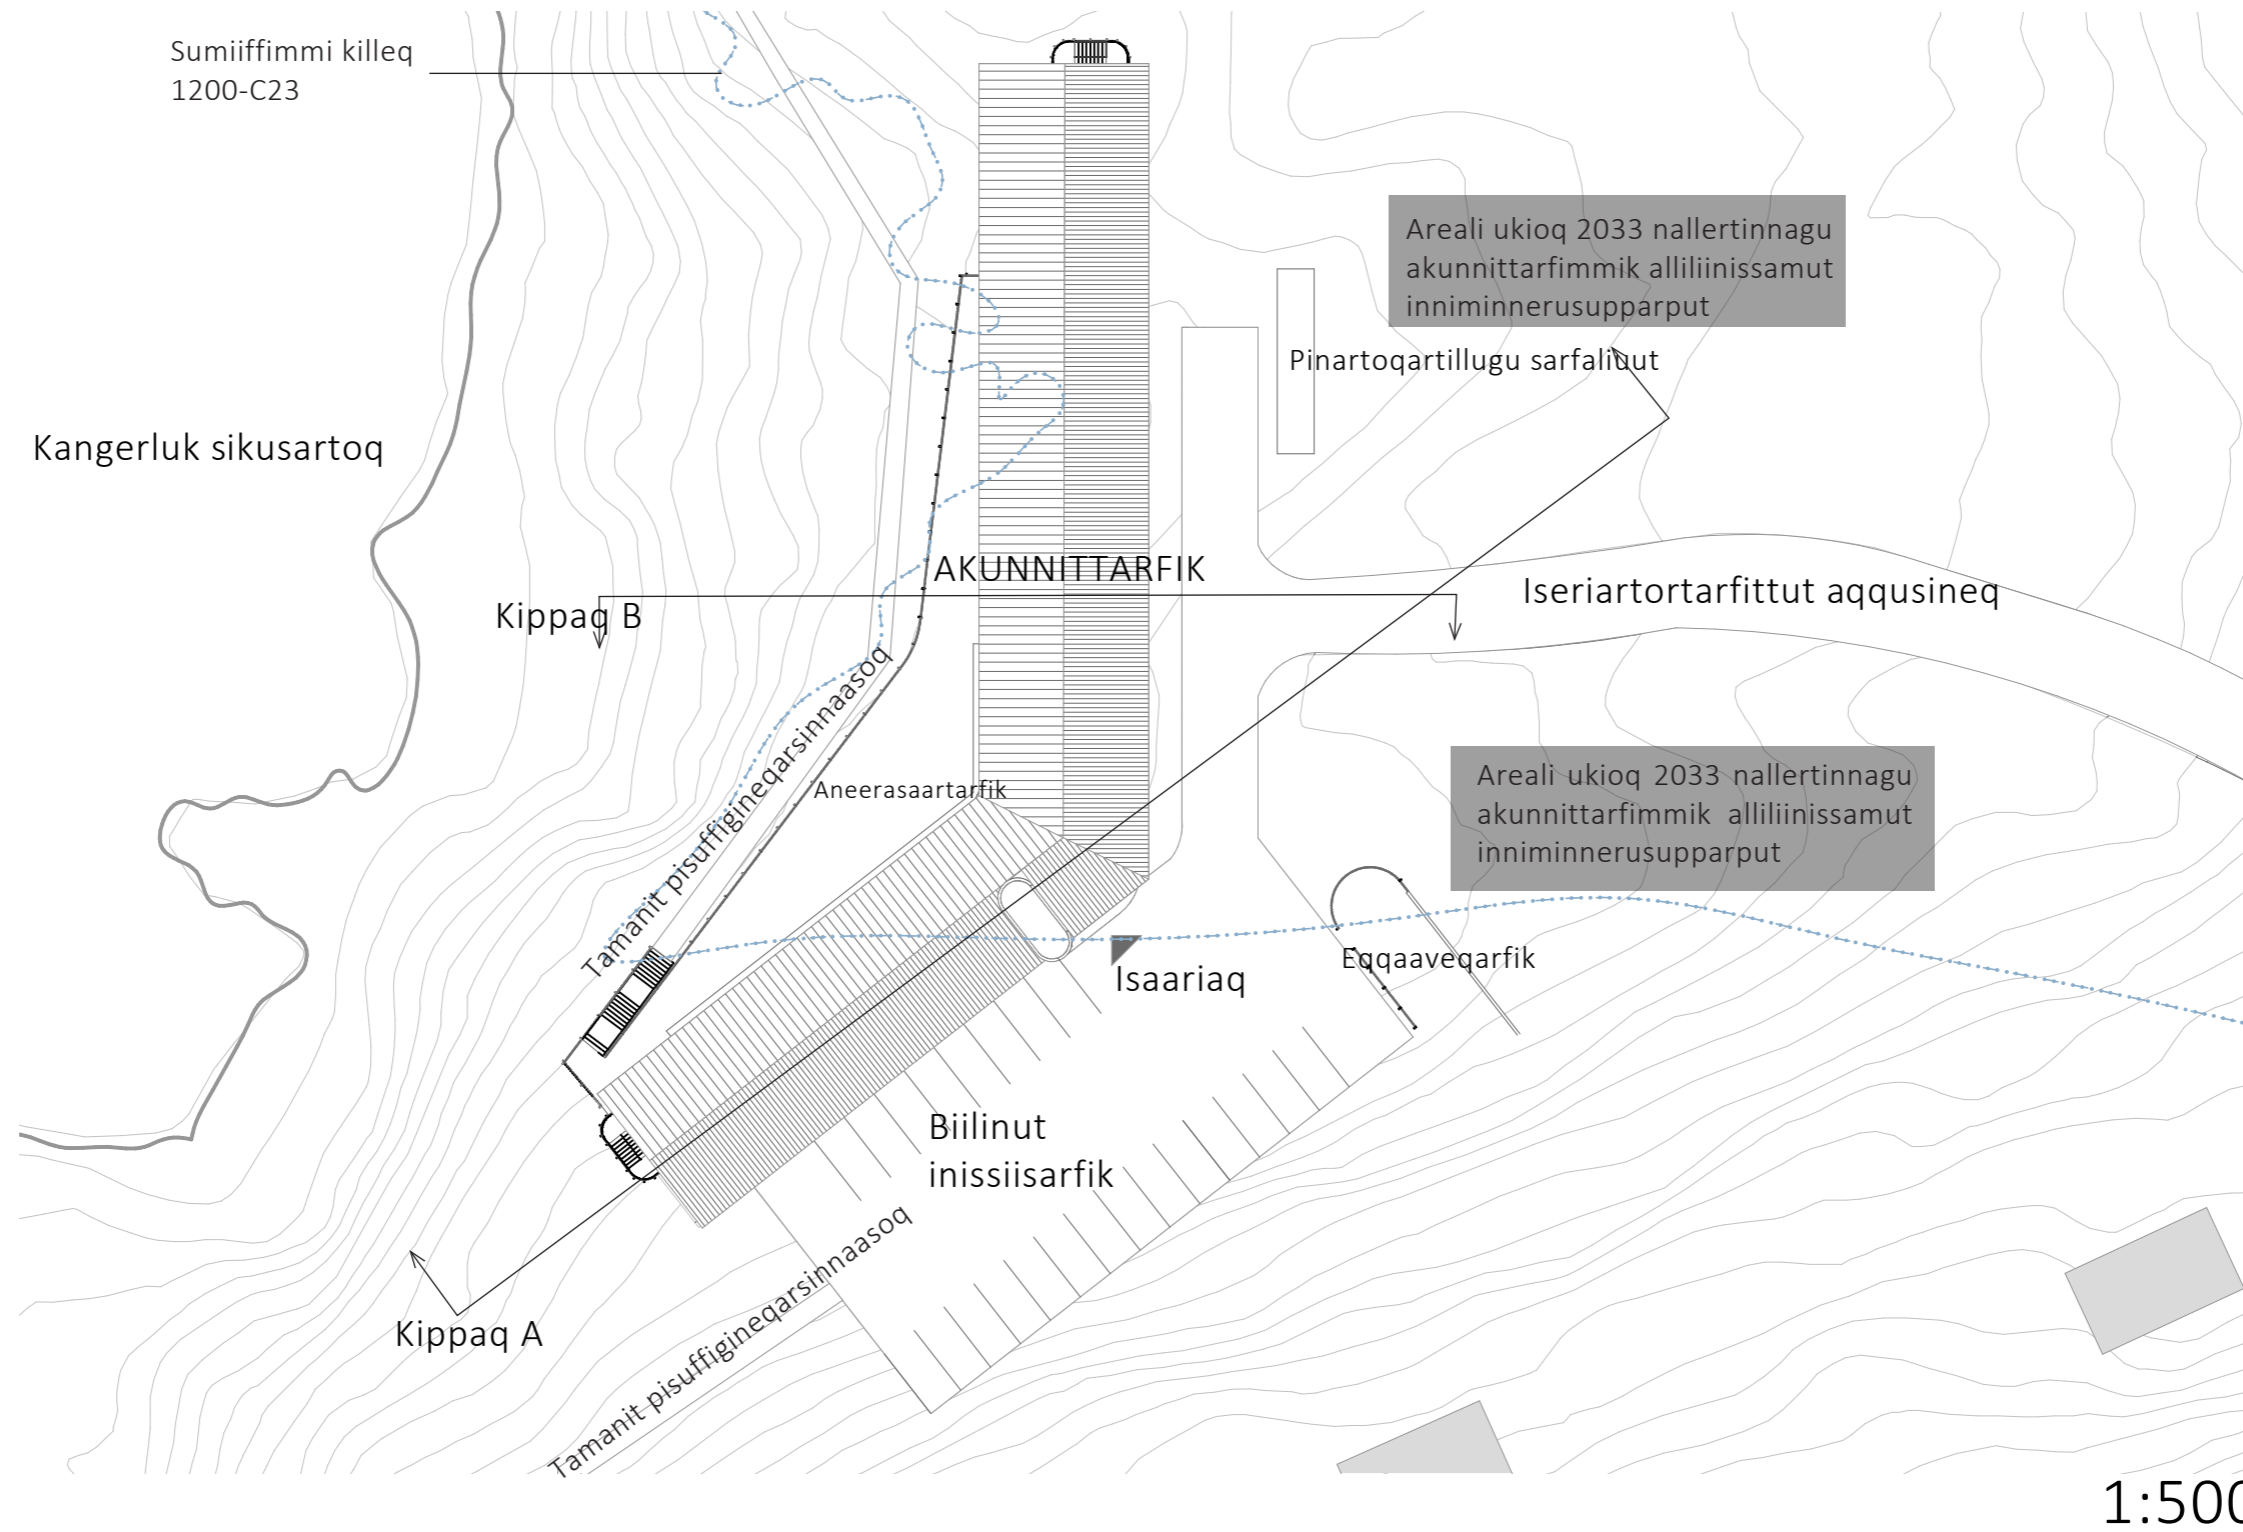 Sumiiffimmi killeq
1200-C23
Areali ukioq 2033 nallertinnagu
akunnittarfimmik alliliinissamut
inniminnerusupparput
Pinartoqartillugu sarfaliuut
Kangerluk sikusartoq
AKUNNITTARFIK
Iseriartortarfittut aqqusineq
Kippaq B
Tamanit pisuffigineqarsinnaasoq
Aneerasaartarfik
Areali ukioq 2033 nallertinnagu
akunnittarfimmik alliliinissamut
inniminnerusupparput
Isaariaq
Eqqaaveqarfik
Biilinut
inissiisarfik
Tamanit pisuffigineqarsinnaasoq
Kippaq A
1:500